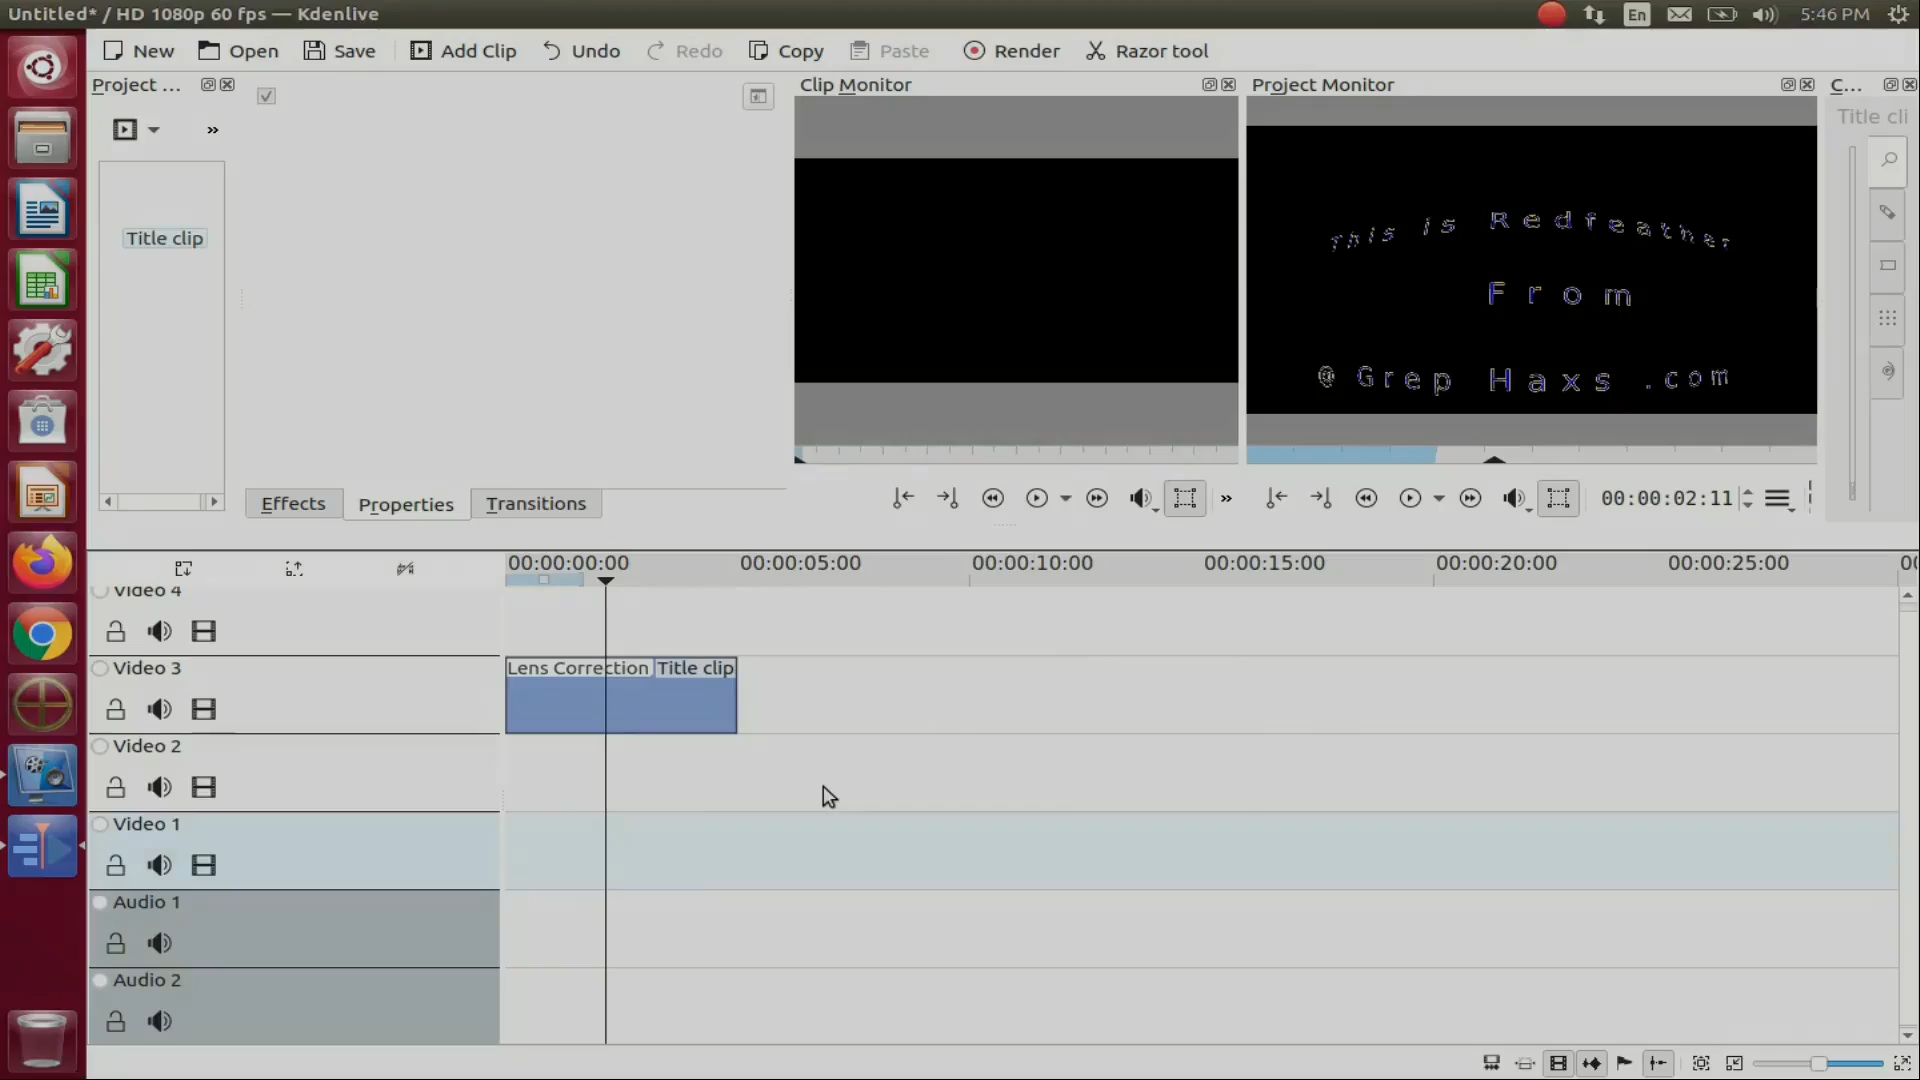 Untitled* / HD 1080p 60 fps — Kdenlive
En
5:46 PM
New
Open
Save
Add Clip
Undo
Redo
Copy
Paste
Render
Razor tool
Project ...
Clip Monitor
Project Monitor
C...
»
Title cli
Title clip
This is Redfeather
From
@ Grep Haxs .com
Effects
Properties
Transitions
»
00:00:02:11
00:00:00:00
00:00:05:00
00:00:10:00
00:00:15:00
00:00:20:00
00:00:25:00
Video 4
Video 3
Lens Correction
Title clip
Video 2
Video 1
Audio 1
Audio 2